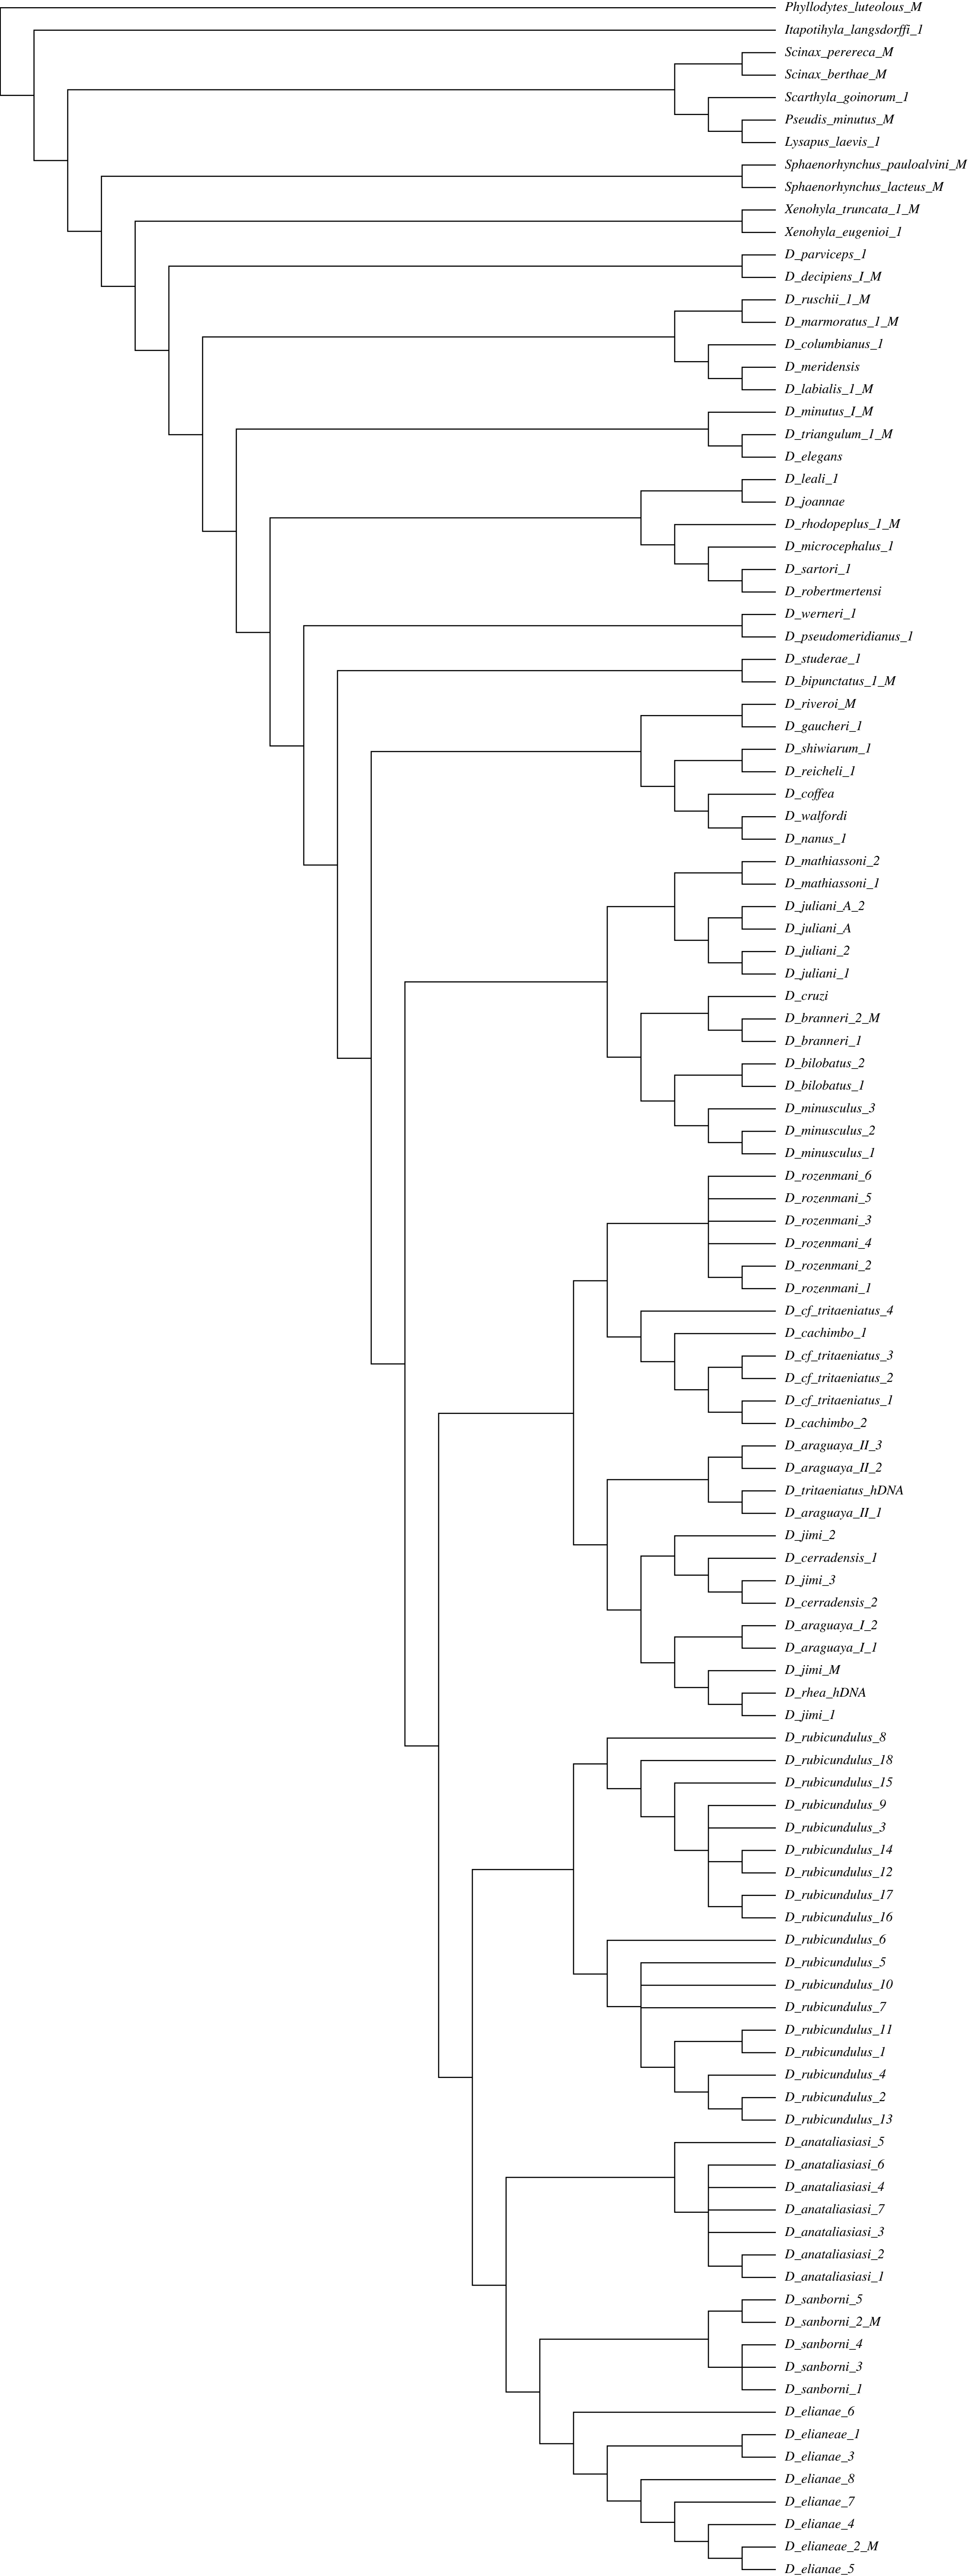 Phyllodytes_luteolous_M
Itapotihyla_langsdorffi_1
Scinax_perereca_M
Scinax_berthae_M
Scarthyla_goinorum_1
Pseudis_minutus_M
Lysapus_laevis_1
Sphaenorhynchus_pauloalvini_M
Sphaenorhynchus_lacteus_M
Xenohyla_truncata_1_M
Xenohyla_eugenioi_1
D_parviceps_1
D_decipiens_I_M
D_ruschii_1_M
D_marmoratus_1_M
D_columbianus_1
D_meridensis
D_labialis_1_M
D_minutus_I_M
D_triangulum_1_M
D_elegans
D_leali_1
D_joannae
D_rhodopeplus_1_M
D_microcephalus_1
D_sartori_1
D_robertmertensi
D_werneri_1
D_pseudomeridianus_1
D_studerae_1
D_bipunctatus_1_M
D_riveroi_M
D_gaucheri_1
D_shiwiarum_1
D_reicheli_1
D_coffea
D_walfordi
D_nanus_1
D_mathiassoni_2
D_mathiassoni_1
D_juliani_A_2
D_juliani_A
D_juliani_2
D_juliani_1
D_cruzi
D_branneri_2_M
D_branneri_1
D_bilobatus_2
D_bilobatus_1
D_minusculus_3
D_minusculus_2
D_minusculus_1
D_rozenmani_6
D_rozenmani_5
D_rozenmani_3
D_rozenmani_4
D_rozenmani_2
D_rozenmani_1
D_cf_tritaeniatus_4
D_cachimbo_1
D_cf_tritaeniatus_3
D_cf_tritaeniatus_2
D_cf_tritaeniatus_1
D_cachimbo_2
D_araguaya_II_3
D_araguaya_II_2
D_tritaeniatus_hDNA
D_araguaya_II_1
D_jimi_2
D_cerradensis_1
D_jimi_3
D_cerradensis_2
D_araguaya_I_2
D_araguaya_I_1
D_jimi_M
D_rhea_hDNA
D_jimi_1
D_rubicundulus_8
D_rubicundulus_18
D_rubicundulus_15
D_rubicundulus_9
D_rubicundulus_3
D_rubicundulus_14
D_rubicundulus_12
D_rubicundulus_17
D_rubicundulus_16
D_rubicundulus_6
D_rubicundulus_5
D_rubicundulus_10
D_rubicundulus_7
D_rubicundulus_11
D_rubicundulus_1
D_rubicundulus_4
D_rubicundulus_2
D_rubicundulus_13
D_anataliasiasi_5
D_anataliasiasi_6
D_anataliasiasi_4
D_anataliasiasi_7
D_anataliasiasi_3
D_anataliasiasi_2
D_anataliasiasi_1
D_sanborni_5
D_sanborni_2_M
D_sanborni_4
D_sanborni_3
D_sanborni_1
D_elianae_6
D_elianeae_1
D_elianae_3
D_elianae_8
D_elianae_7
D_elianae_4
D_elianeae_2_M
D_elianae_5